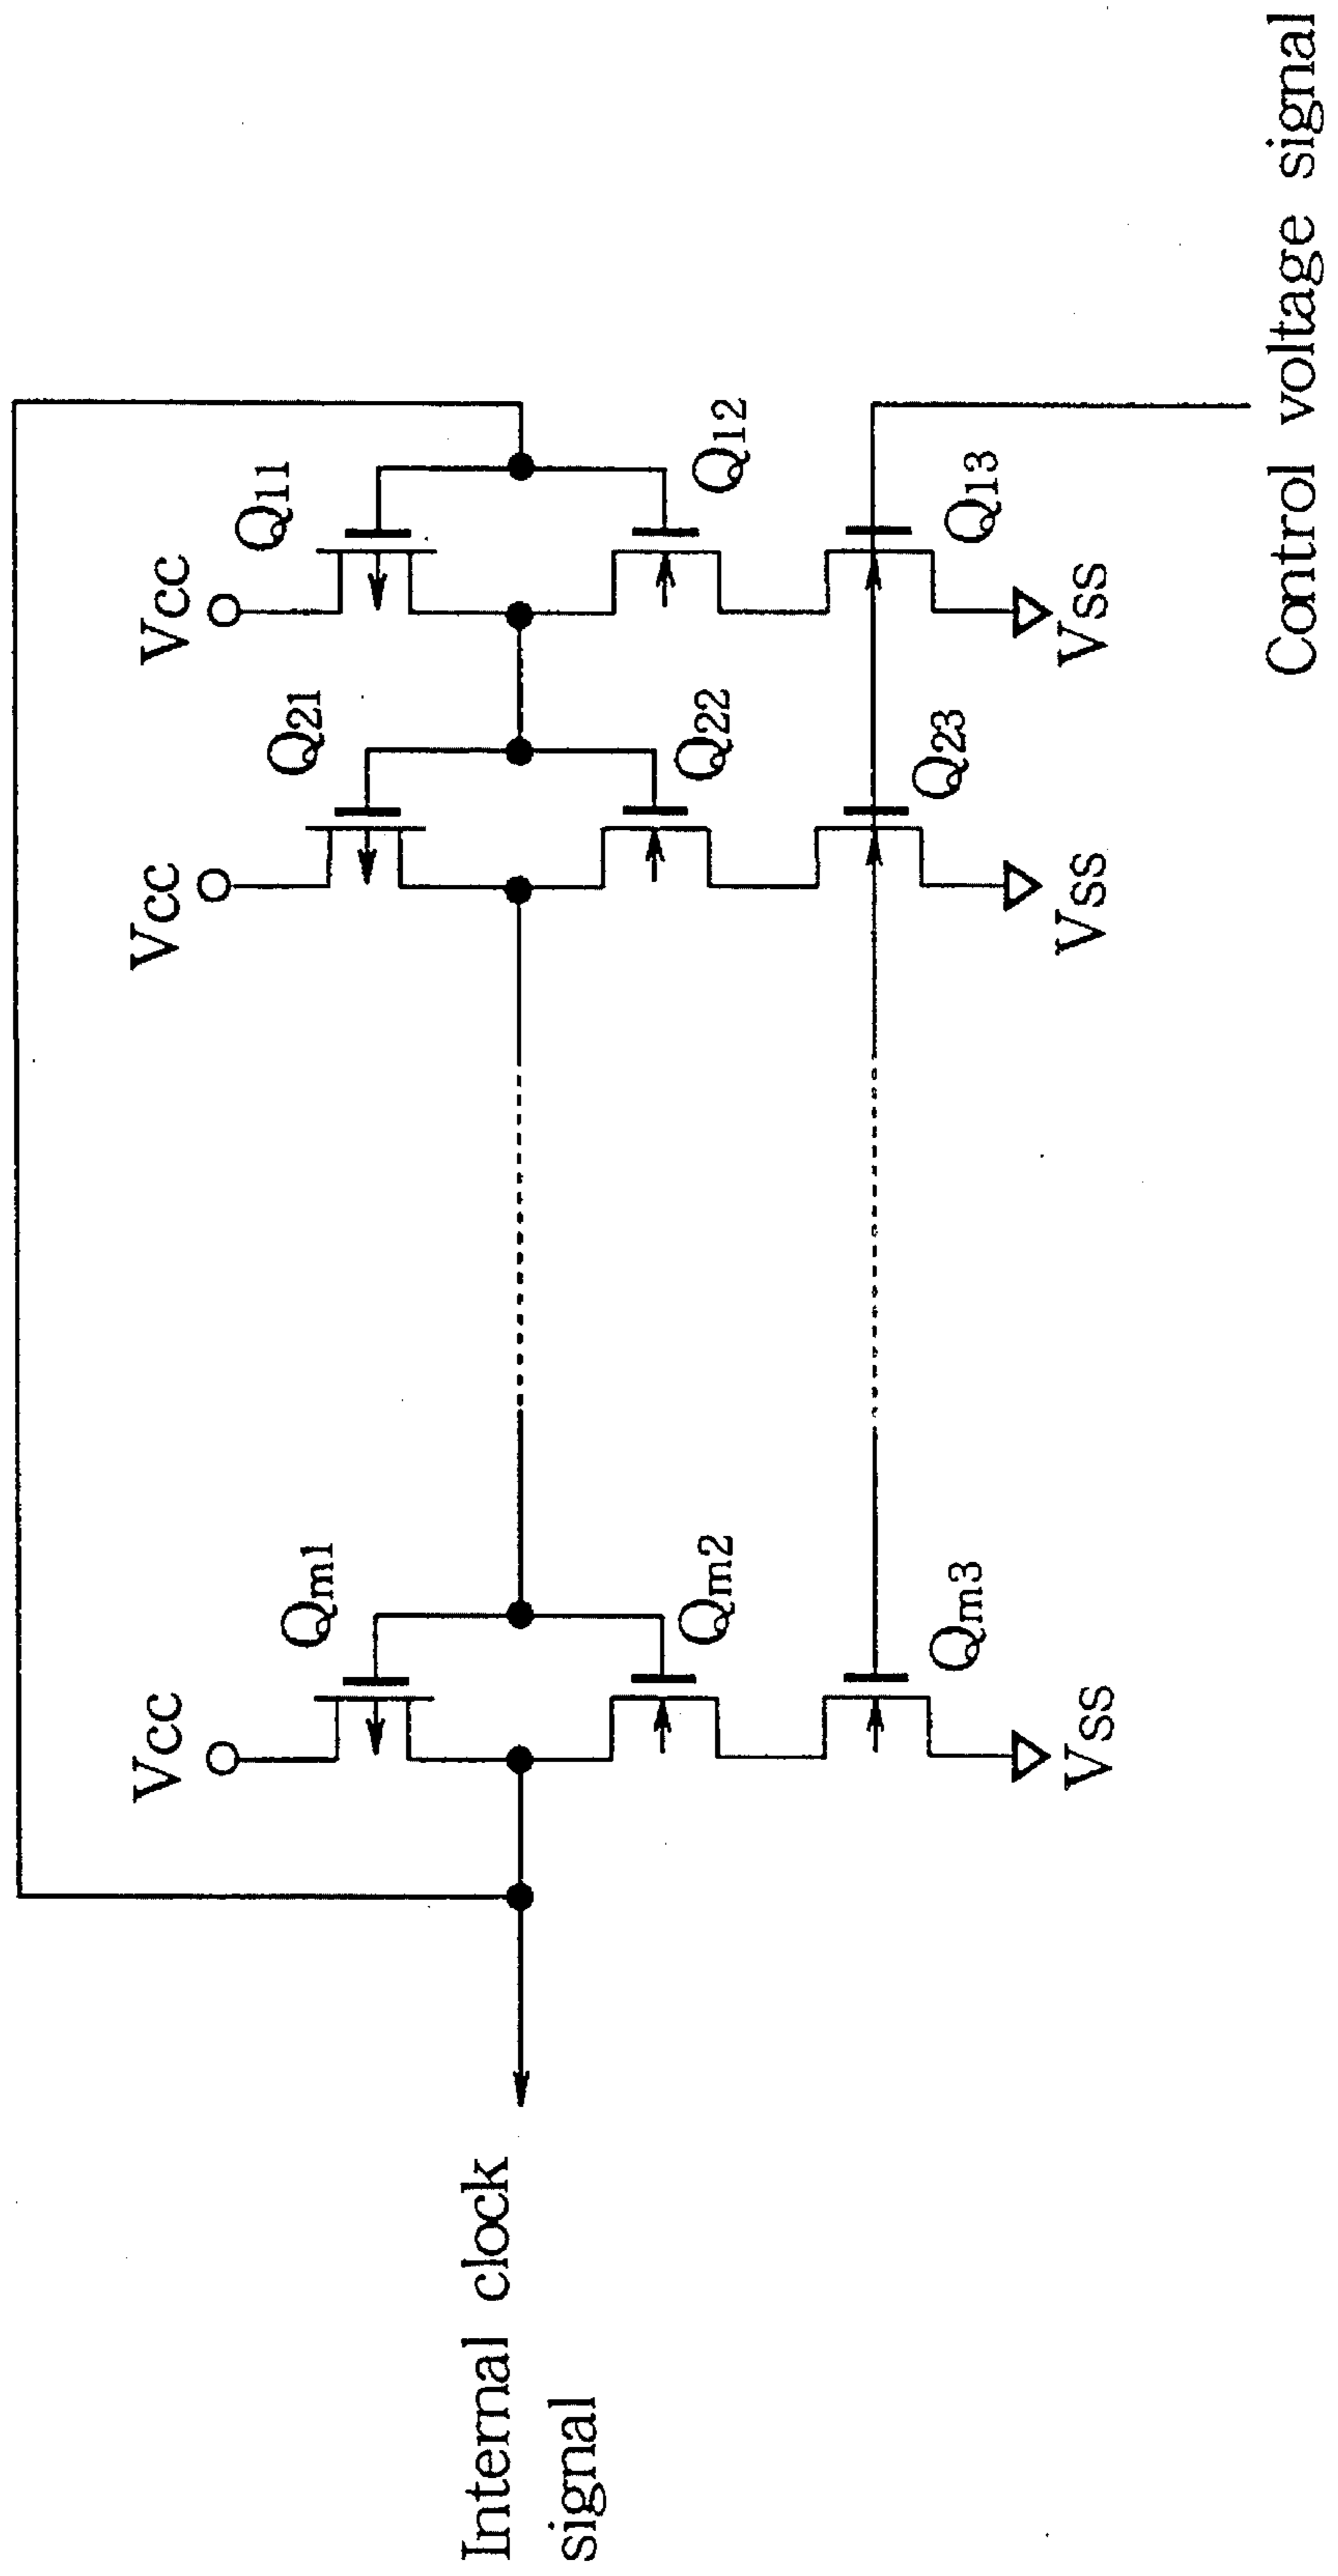 Vcc
Q11
Q12
Q13
Vss
Vcc
Q21
Q22
Q23
Vss
Vcc
Qm1
Qm2
Qm3
Vss
Internal clock
signal
Control voltage signal